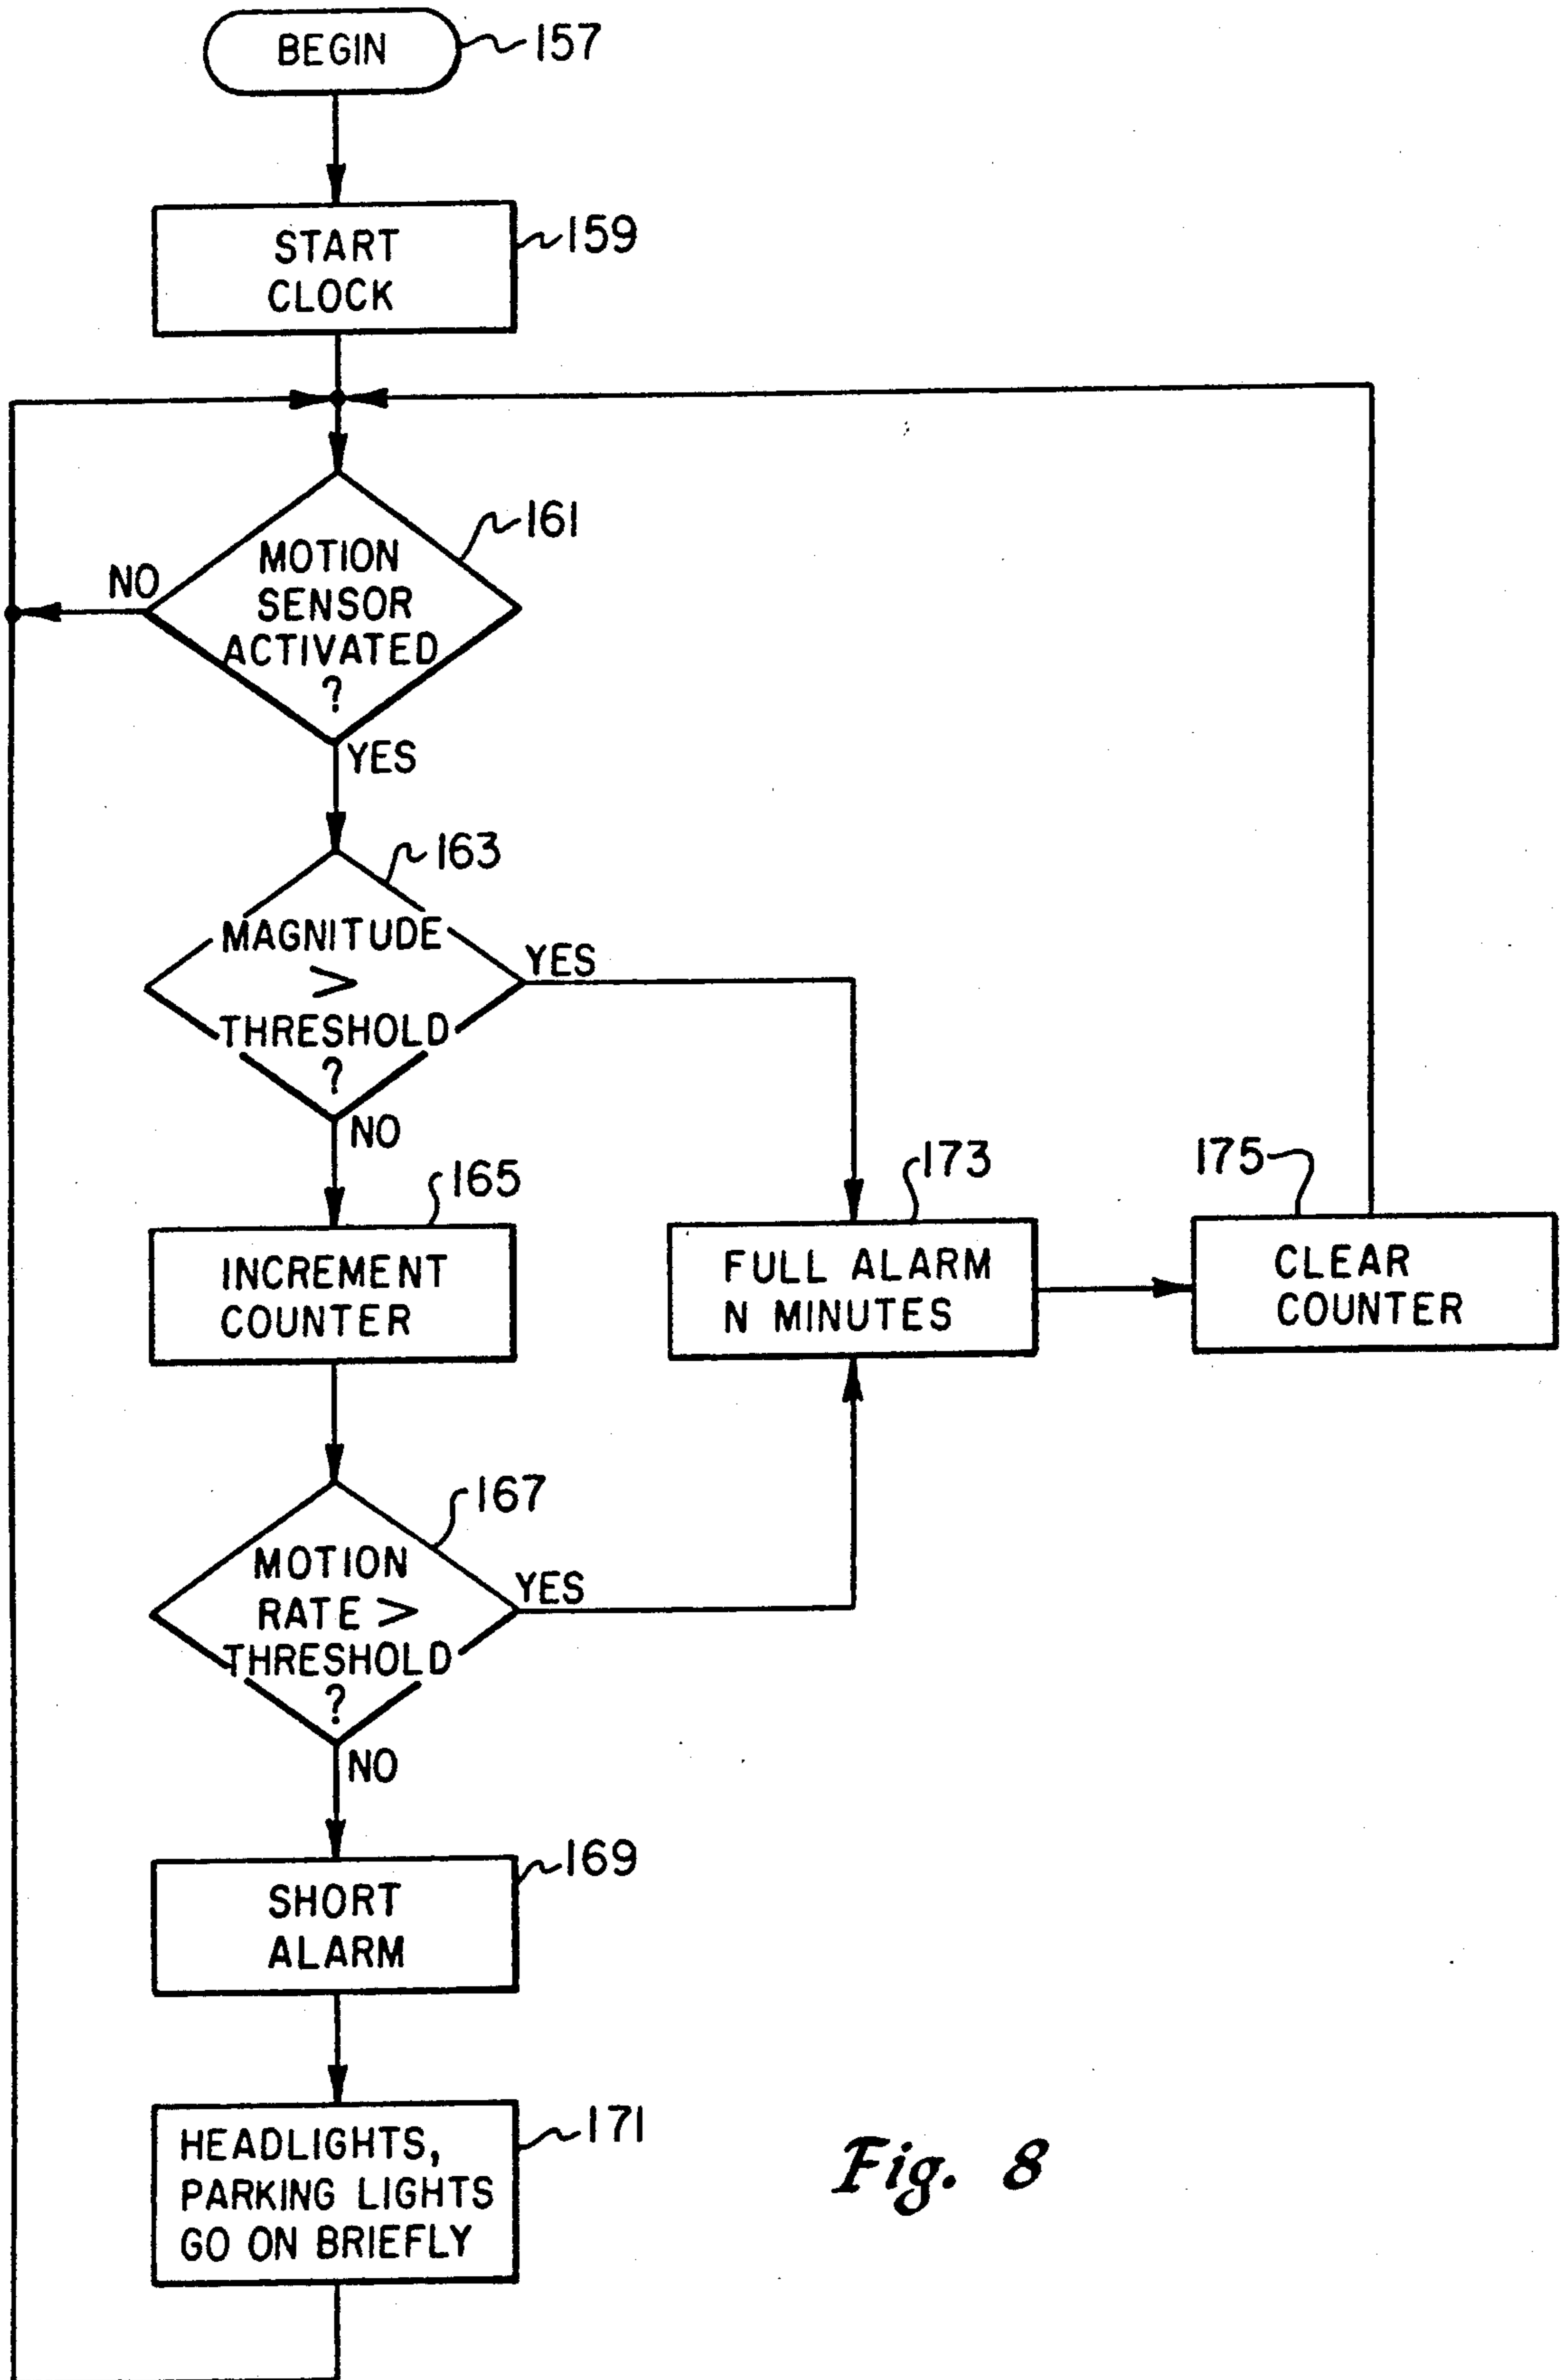 BEGIN
157
START
CLOCK
159
MOTION
SENSOR
ACTIVATED
?
161
NO
YES
163
MAGNITUDE
>
THRESHOLD
?
YES
NO
165
INCREMENT
COUNTER
173
FULL ALARM
N MINUTES
175
CLEAR
COUNTER
167
MOTION
RATE >
THRESHOLD
?
YES
NO
169
SHORT
ALARM
171
HEADLIGHTS,
PARKING LIGHTS
GO ON BRIEFLY
Fig. 8